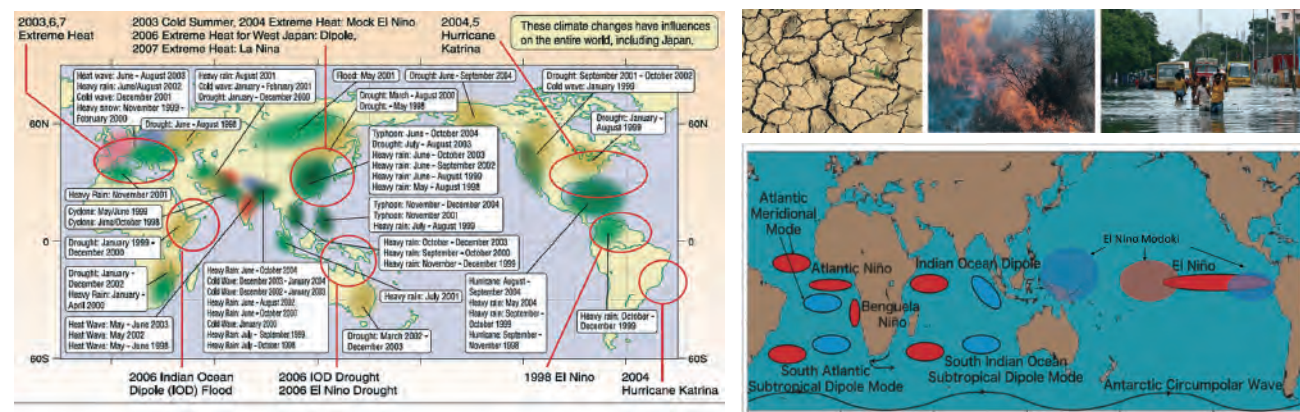 2003,6,7
Extreme Heat
2003 Cold Summer, 2004 Extreme Heat: Mock El Nino
2006 Extreme Heat for West Japan: Dipole,
2007 Extreme Heat: La Nina
2004,5
Hurricane
Katrina
These climate changes have influences
on the entire world, including Japan.
60N
0
60S
Heat wave: June - August 2003
Heavy rain: June/August 2002
Cold wave: December 2001
Heavy snow: November 1999 -
February 2000
Heavy rain: August 2001
Cold wave: January - February 2001
Drought: January - December 2000
Drought: June - August 1998
Flood: May 2001
Drought: June - September 2004
Drought: March - August 2000
Drought: - May 1998
Drought: September 2001 - October 2002
Cold wave: January 1999
Drought: January -
August 1999
Typhoon: June - October 2004
Drought: July - August 2003
Heavy rain: June - October 2003
Heavy rain: June - September 2002
Heavy rain: June - August 1999
Heavy rain: May - August 1998
Heavy Rain: November 2001
Cyclone: May/June 1999
Cyclone: June/October 1998
Drought: January 1999 -
December 2000
Drought: January -
December 2002
Heavy Rain: January -
April 2000
Heat Wave: May - June 2003
Heat Wave: May 2002
Heat Wave: May - June 1998
Heavy Rain: June - October 2004
Cold Wave: December 2003 - January 2004
Cold Wave: December 2002 - January 2003
Heavy Rain: June - August 2002
Heavy Rain: June - October 2000
Cold Wave: January 2000
Heavy Rain: July - September 1999
Heavy Rain: July - October 1998
Typhoon: November - December 2004
Typhoon: November 2001
Heavy rain: July - August 1999
Heavy rain: October - December 2003
Heavy rain: September - October 2000
Heavy rain: November - December 1999
Heavy rain: July 2001
Drought: March 2002 -
December 2003
Hurricane: August -
September 2004
Heavy rain: May 2004
Heavy rain: September -
October 1999
Hurricane: September -
November 1998
Heavy rain: October -
December 1999
2006 Indian Ocean
Dipole (IOD) Flood
2006 IOD Drought
2006 El Nino Drought
1998 El Nino
2004
Hurricane Katrina
Atlantic
Meridional
Mode
Atlantic Niño
Indian Ocean Dipole
El Nino Modoki
El Niño
Benguela
Niño
South Atlantic
Subtropical Dipole Mode
South Indian Ocean
Subtropical Dipole Mode
Antarctic Circumpolar Wave